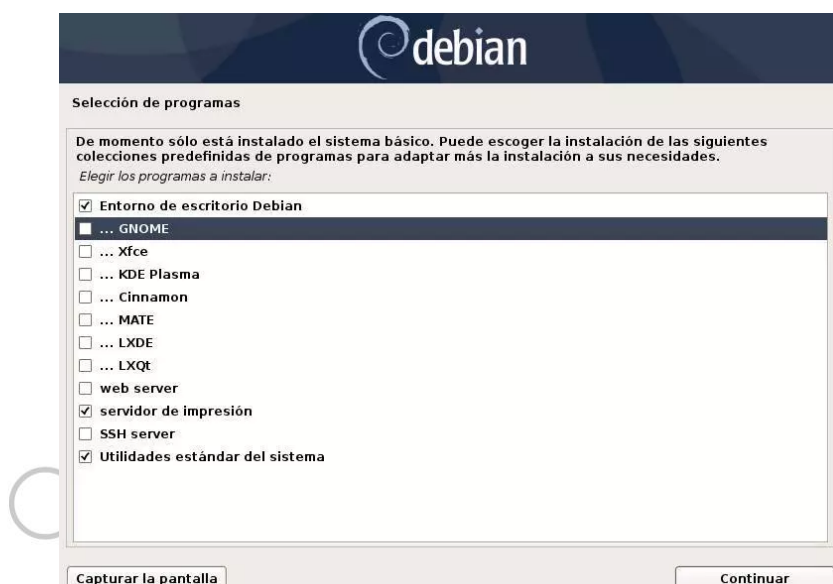 debian
Selección de programas
De momento sólo está instalado el sistema básico. Puede escoger la instalación de las siguientes
colecciones predefinidas de programas para adaptar más la instalación a sus necesidades.
Elegir los programas a instalar:
Entorno de escritorio Debian
... GNOME
... Xfce
... KDE Plasma
... Cinnamon
... MATE
... LXDE
... LXQt
web server
servidor de impresión
SSH server
Utilidades estándar del sistema
Capturar la pantalla
Continuar